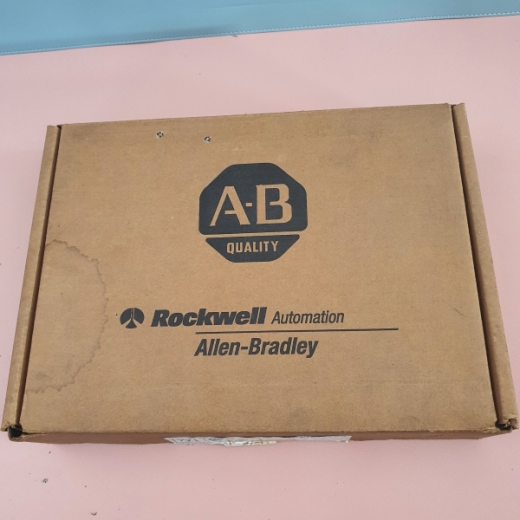 A-B
QUALITY
Rockwell Automation
Allen-Bradley